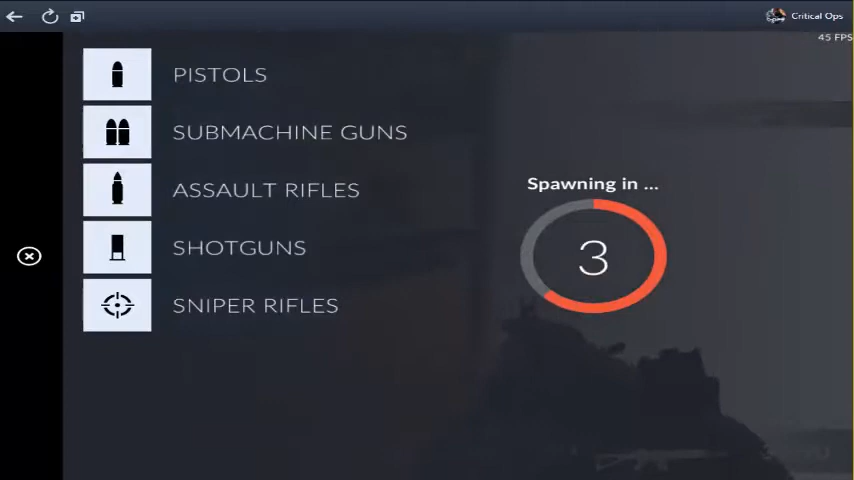 Critical Ops
45 FPS
PISTOLS
SUBMACHINE GUNS
ASSAULT RIFLES
SHOTGUNS
SNIPER RIFLES
Spawning in ...
3